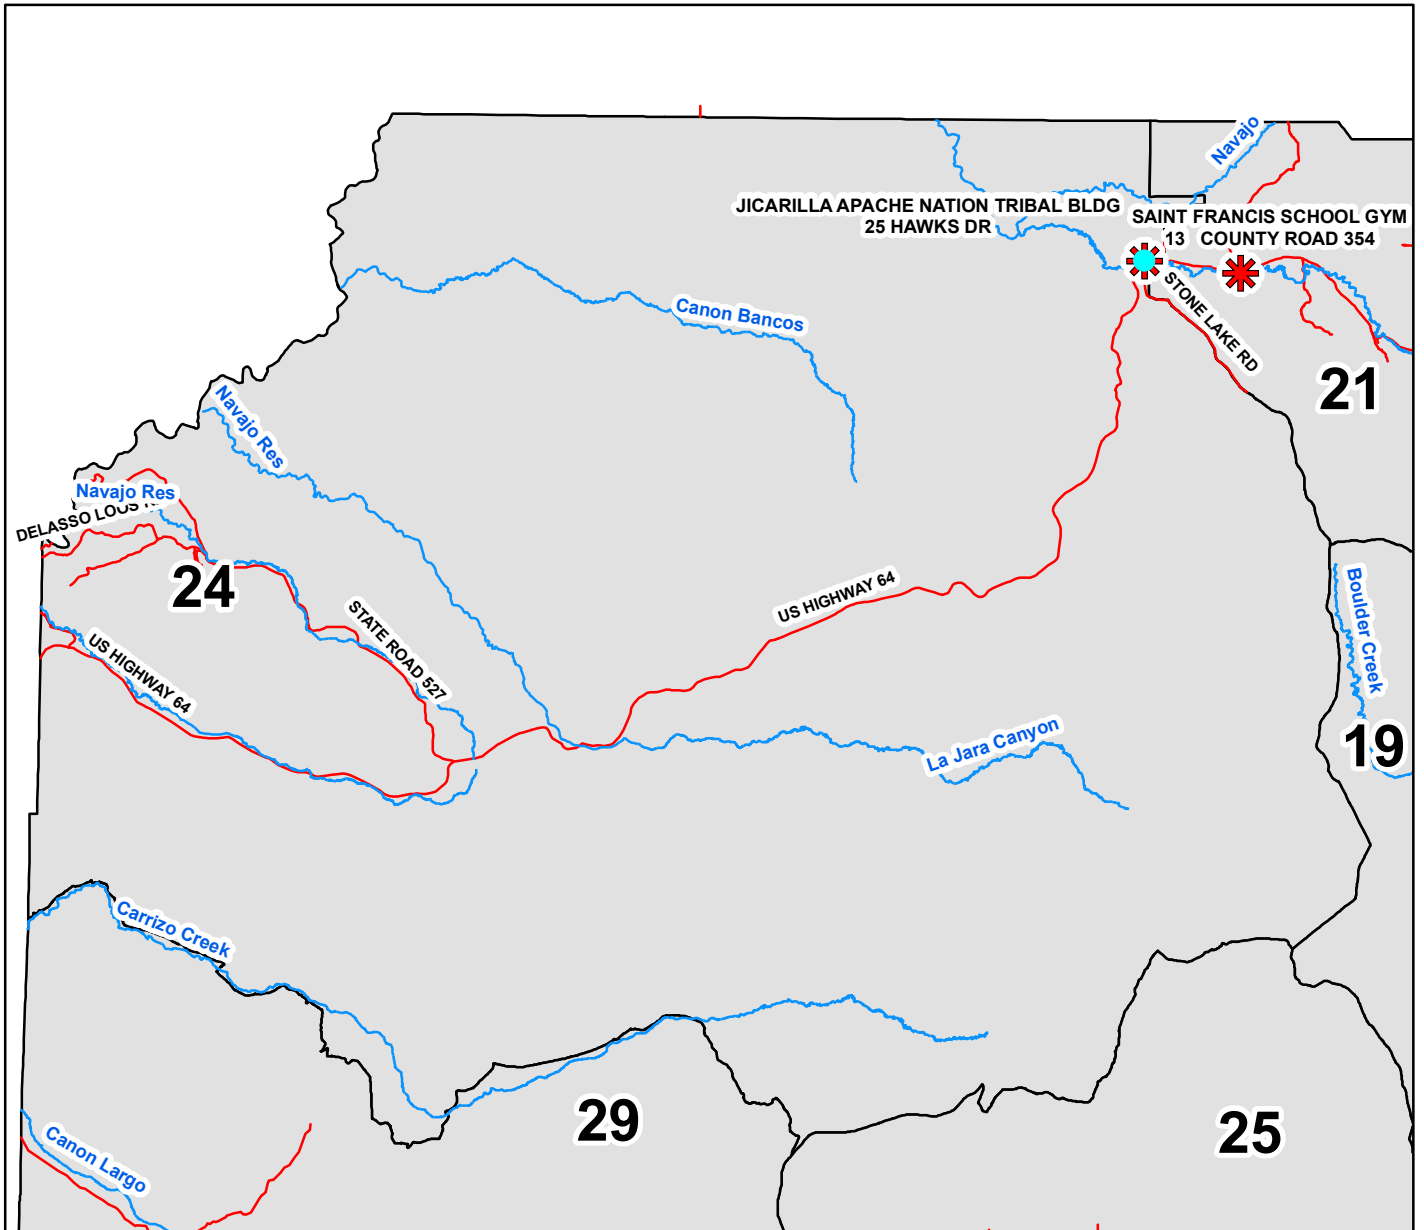 Navajo
JICARILLA APACHE NATION TRIBAL BLDG
25 HAWKS DR
SAINT FRANCIS SCHOOL GYM
13 COUNTY ROAD 354
STONE LAKE RD
Canon Bancos
21
Navajo Res
Navajo Res
DELASSO
24
US HIGHWAY 64
Boulder Creek
STATE ROAD 527
US HIGHWAY 64
19
La Jara Canyon
Carrizo Creek
29
25
Canon Largo